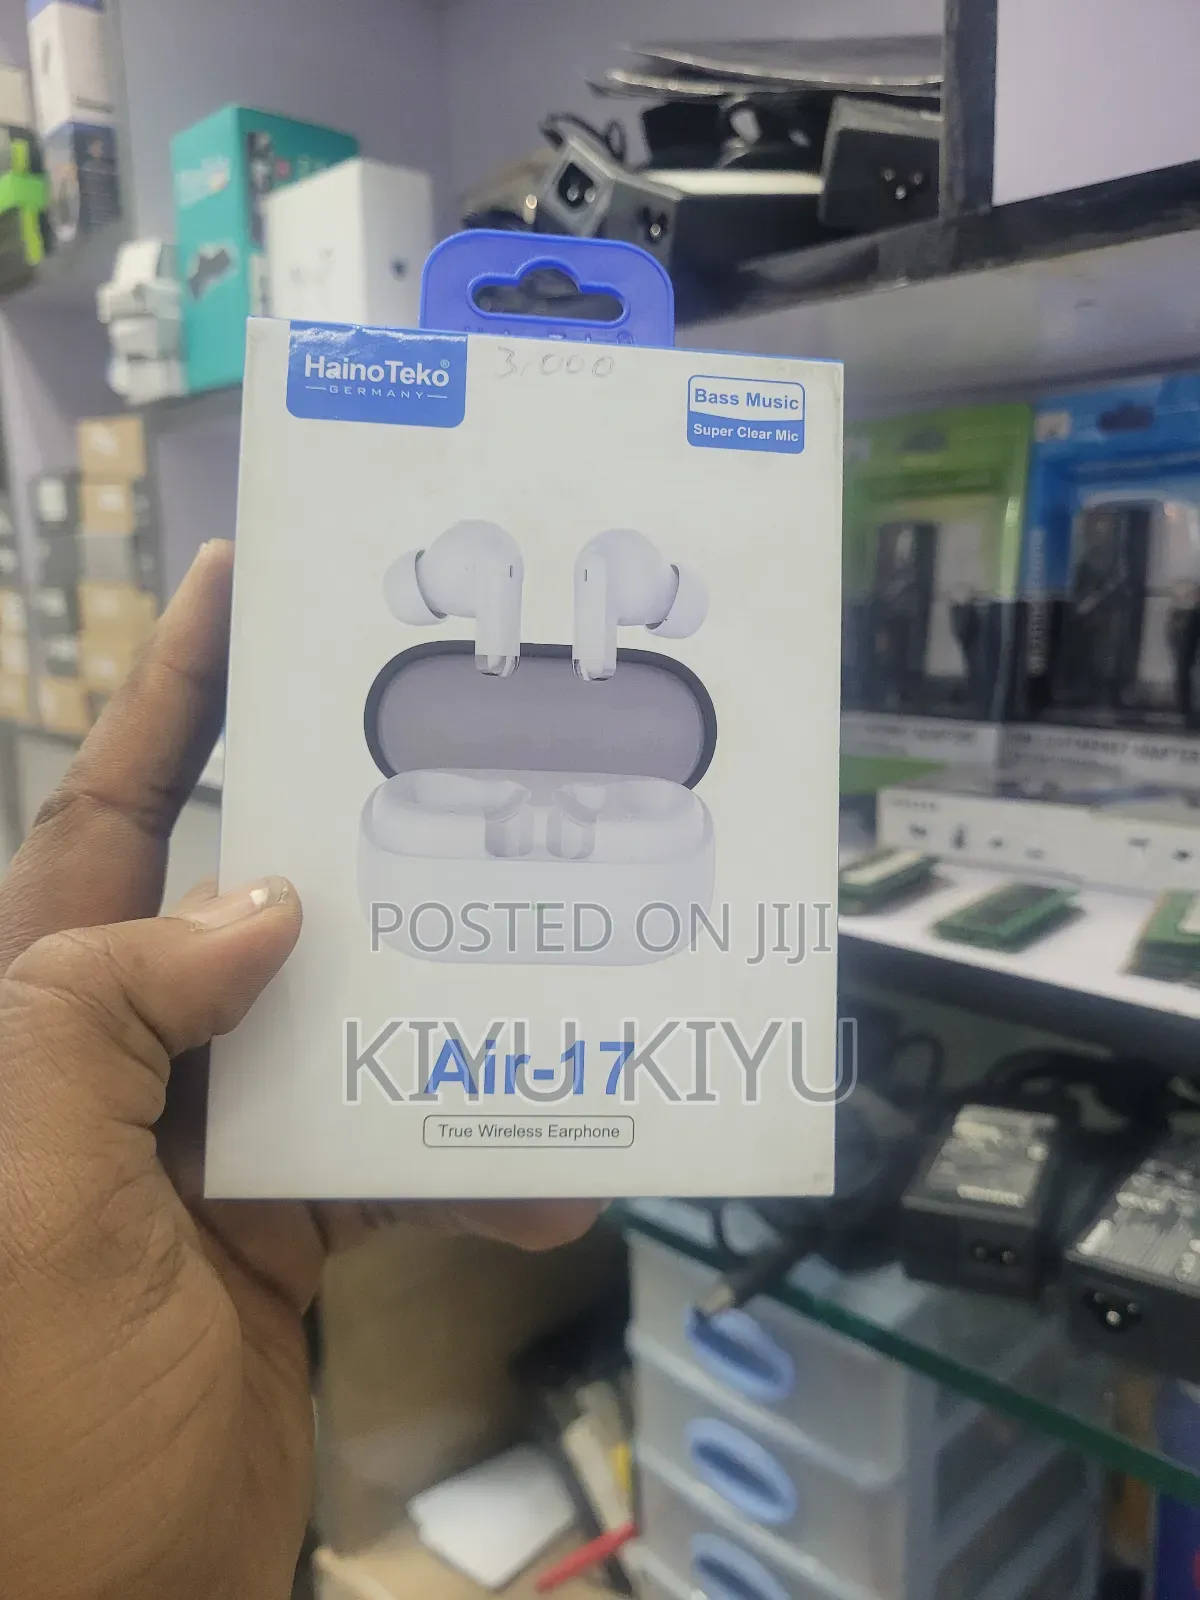 HainoTeko®
GERMANY
3,000
Bass Music
Super Clear Mic
POSTED ON JIJI
KIYU KIYU
Air-17
True Wireless Earphone